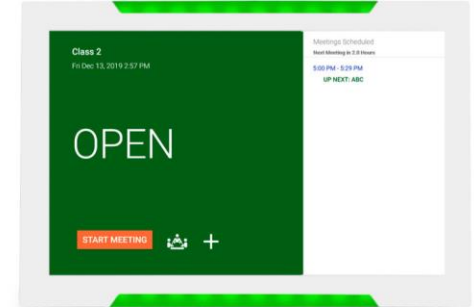 Class 2
Fri Dec 13, 2019 2:57 PM
OPEN
START MEETING
Meetings Scheduled
Next Meeting in 2.0 Hours
5:00 PM - 5:29 PM
UP NEXT: ABC